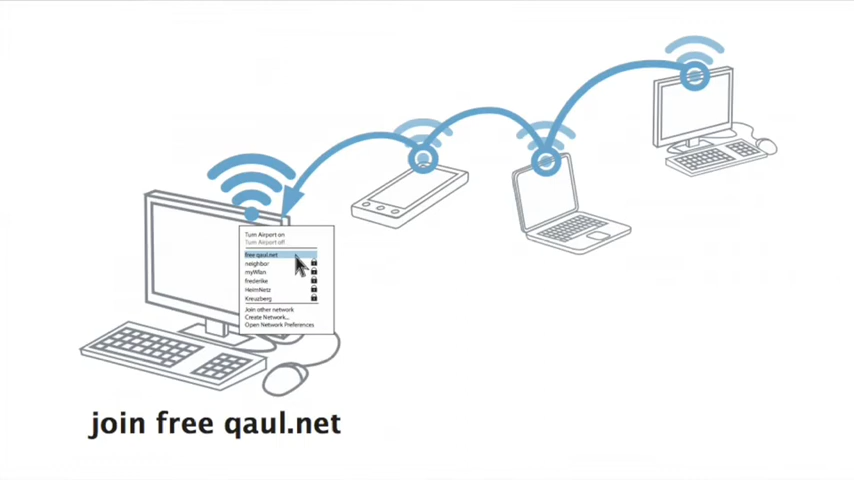 Turn Airport on
Turn Airport off
free qaul.net
neighbor
myWlan
frederike
HeimNetz
Kreuzberg
Join other network
Create Network...
Open Network Preferences
join free qaul.net